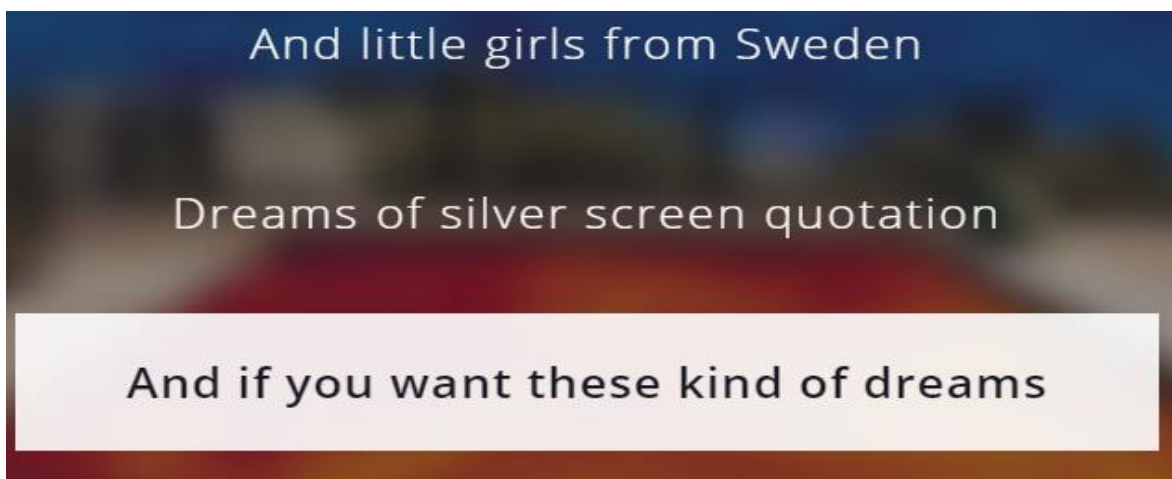 And little girls from Sweden
Dreams of silver screen quotation
And if you want these kind of dreams